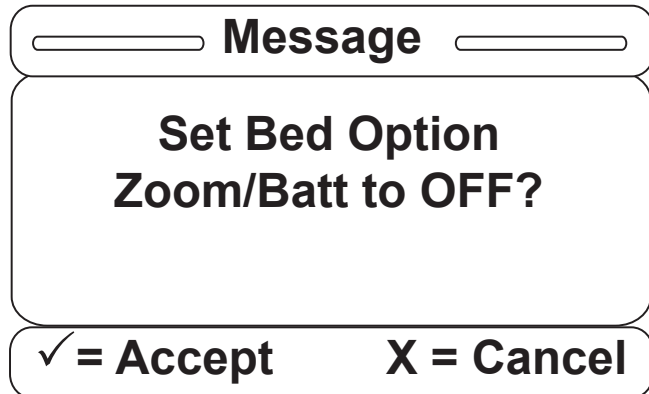 Message
Set Bed Option
Zoom/Batt to OFF?
✓ = Accept X = Cancel